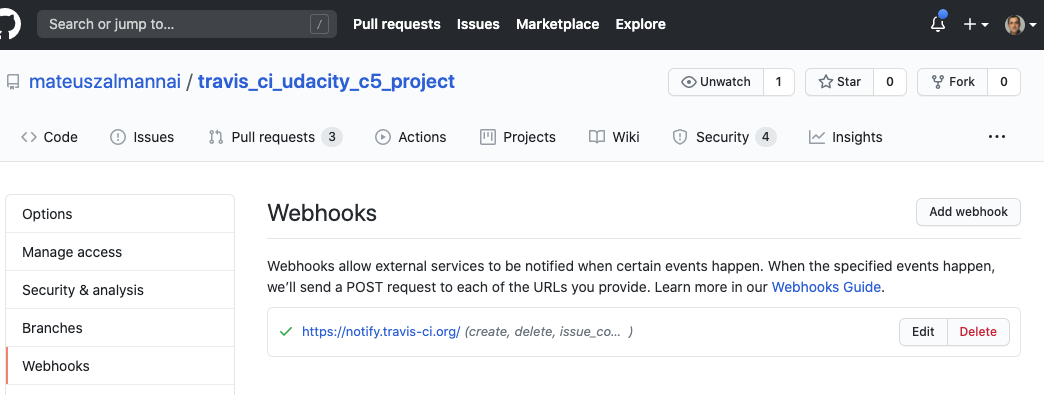 Search or jump to... /
Pull requests Issues Marketplace Explore
mateuszalmannai / travis_ci_udacity_c5_project
Unwatch 1 Star 0 Fork 0
Code Issues Pull requests 3 Actions Projects Wiki Security 4 Insights ...
Options
Manage access
Security & analysis
Branches
Webhooks
Webhooks
Add webhook
Webhooks allow external services to be notified when certain events happen. When the specified events happen,
we’ll send a POST request to each of the URLs you provide. Learn more in our Webhooks Guide.
https://notify.travis-ci.org/ (create, delete, issue_co... )
Edit Delete